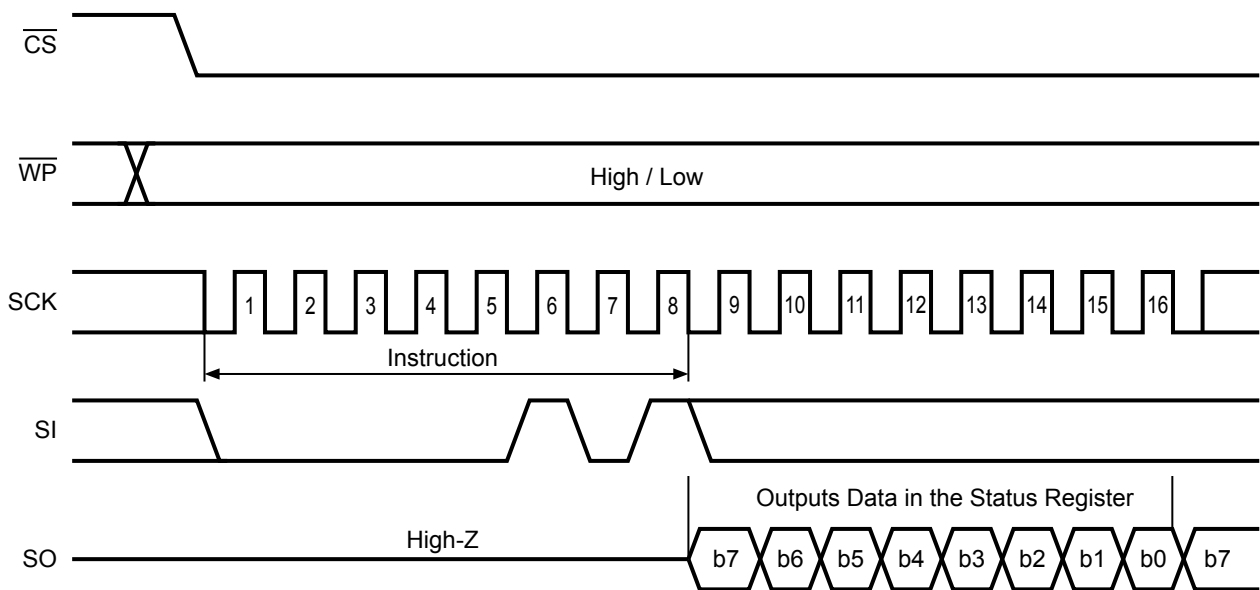 CS
WP
High / Low
SCK
1 2 3 4 5 6 7 8 9 10 11 12 13 14 15 16
Instruction
SI
Outputs Data in the Status Register
High-Z
SO
b7 b6 b5 b4 b3 b2 b1 b0 b7